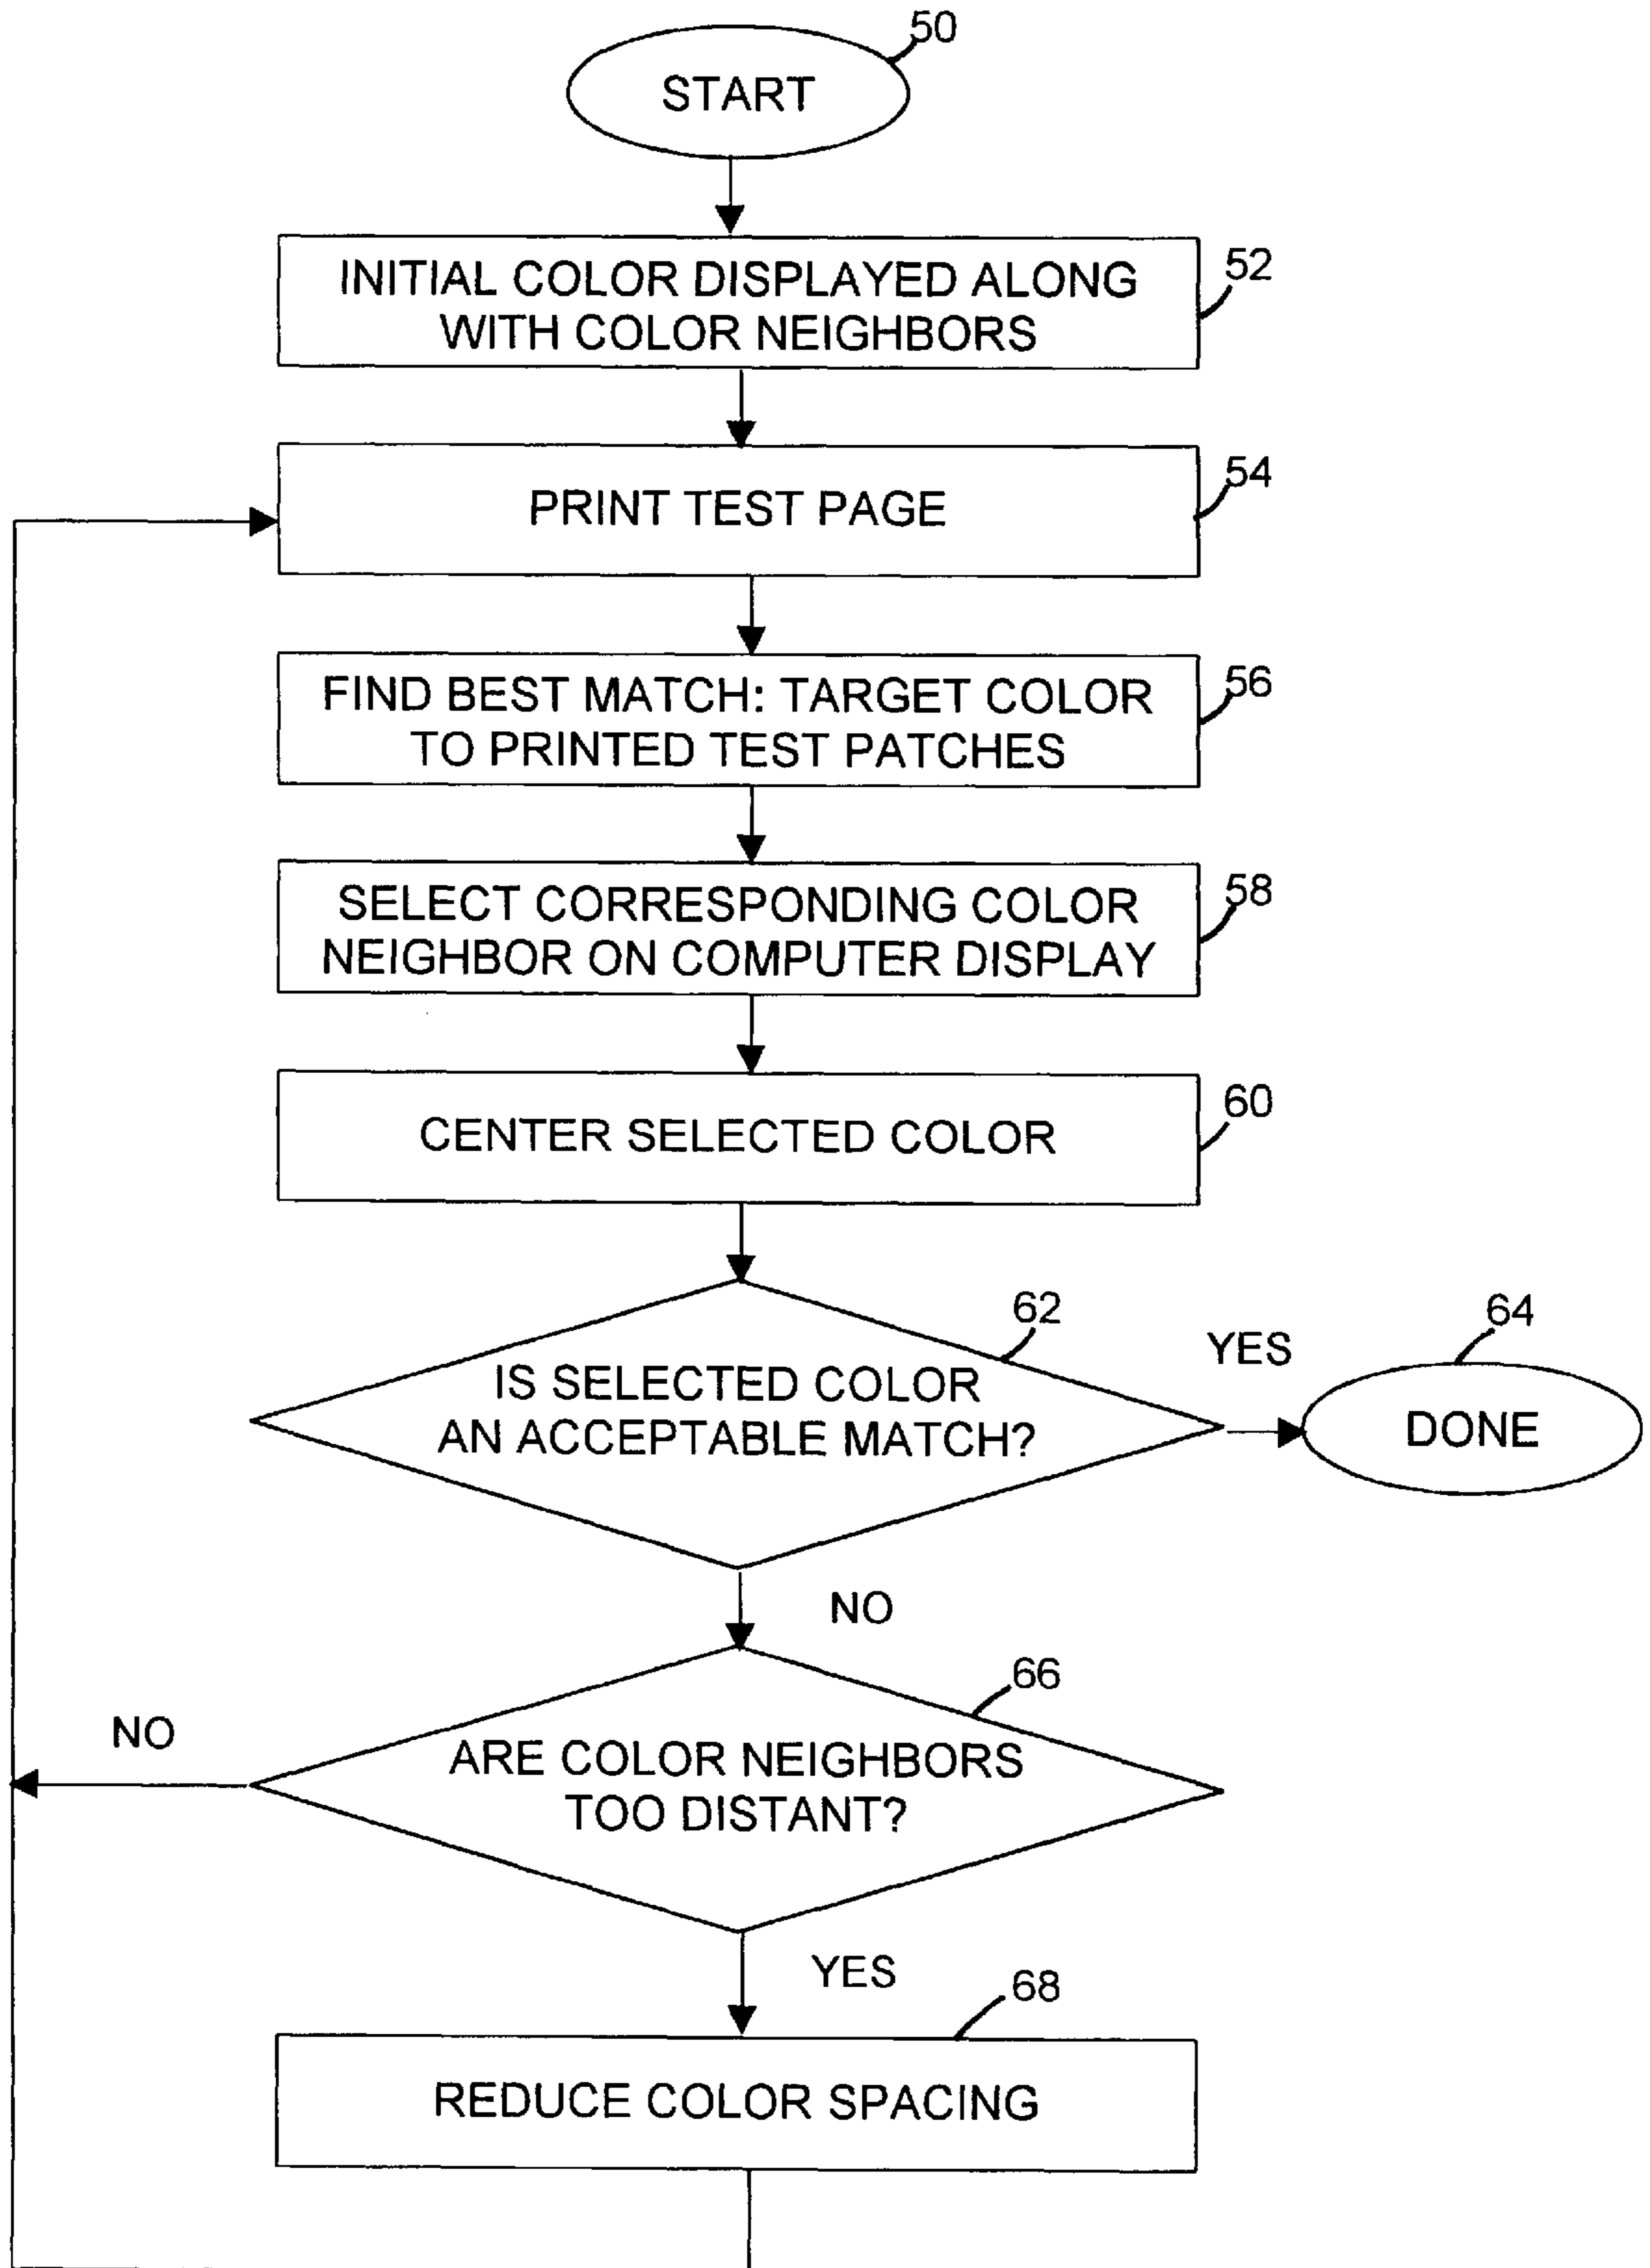 50
START
INITIAL COLOR DISPLAYED ALONG
WITH COLOR NEIGHBORS
52
PRINT TEST PAGE
54
FIND BEST MATCH: TARGET COLOR
TO PRINTED TEST PATCHES
56
SELECT CORRESPONDING COLOR
NEIGHBOR ON COMPUTER DISPLAY
58
CENTER SELECTED COLOR
60
62
IS SELECTED COLOR
AN ACCEPTABLE MATCH?
YES
64
DONE
NO
66
ARE COLOR NEIGHBORS
TOO DISTANT?
NO
YES
68
REDUCE COLOR SPACING